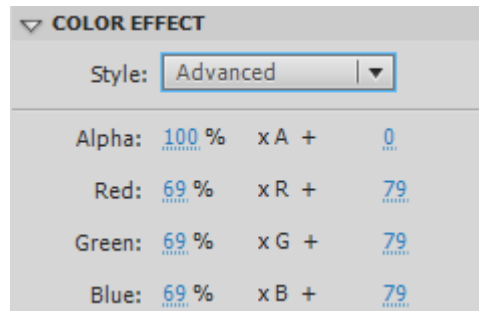 COLOR EFFECT
Style: Advanced
Alpha: 100 % x A + 0
Red: 69 % x R + 79
Green: 69 % x G + 79
Blue: 69 % x B + 79